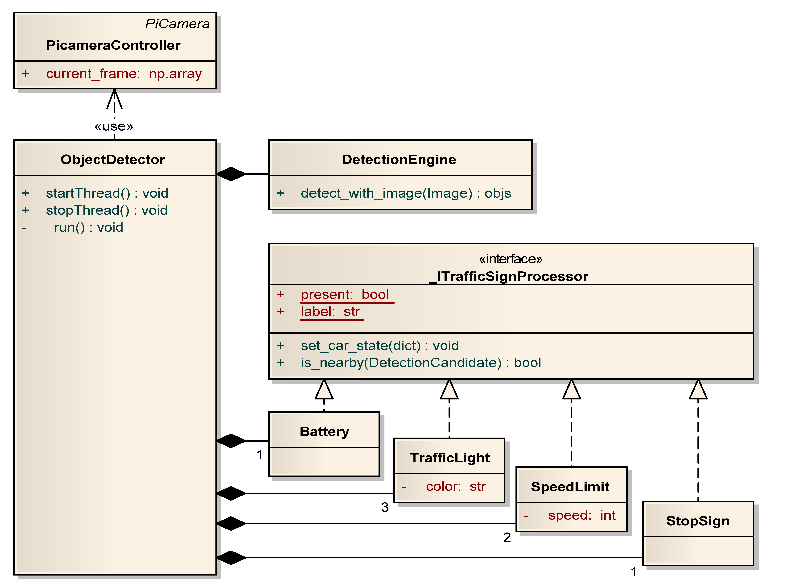 PiCamera
PicameraController
+ current_frame: np.array
«use»
ObjectDetector
+ startThread() : void
+ stopThread() : void
- run() : void
DetectionEngine
+ detect_with_image(Image) : objs
«interface»
_ITrafficSignProcessor
+ present: bool
+ label: str
+ set_car_state(dict) : void
+ is_nearby(DetectionCandidate) : bool
Battery
1
TrafficLight
- color: str
3
SpeedLimit
- speed: int
2
StopSign
1